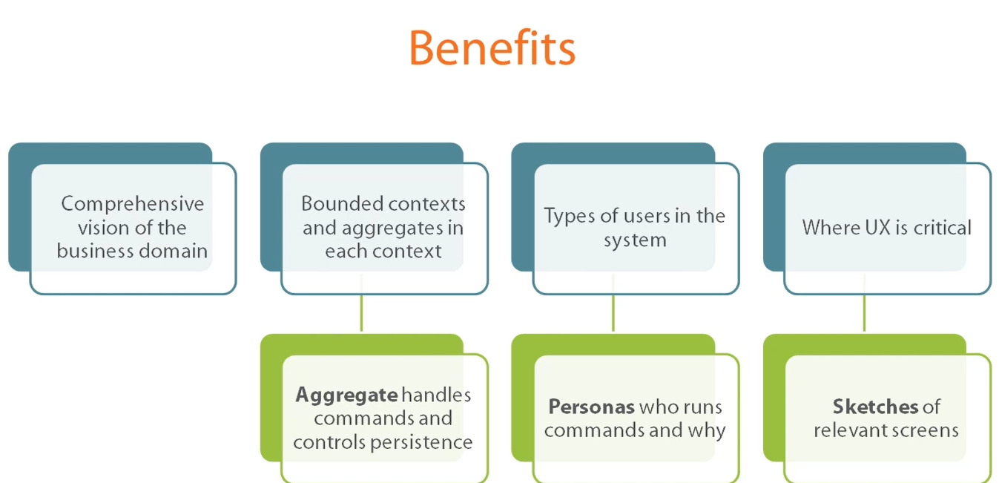 Benefits
Comprehensive
vision of the
business domain
Bounded contexts
and aggregates in
each context
Types of users in the
system
Where UX is critical
Aggregate handles
commands and
controls persistence
Personas who runs
commands and why
Sketches of
relevant screens